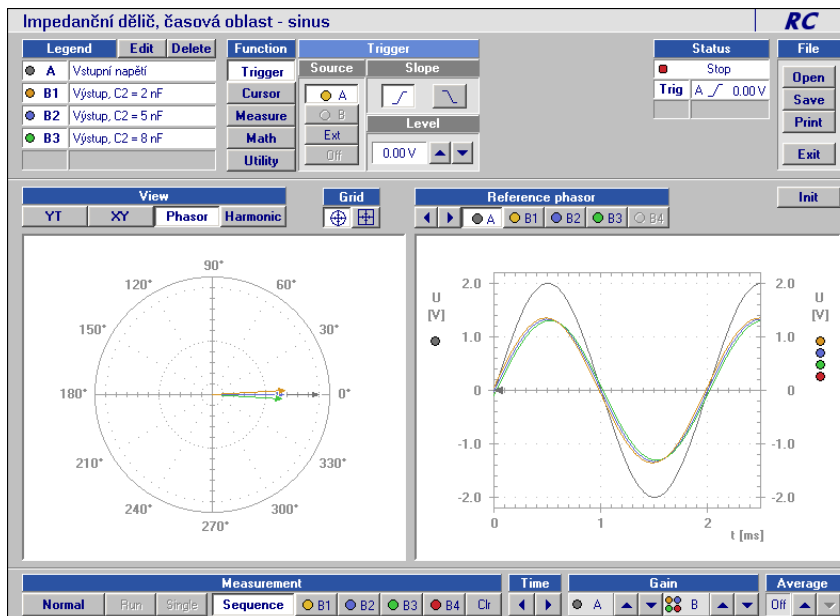 Impedanční dělič, časová oblast - sinus
RC
Legend Edit Delete
A Vstupní napětí
B1 Výstup, C2 = 2 nF
B2 Výstup, C2 = 5 nF
B3 Výstup, C2 = 8 nF
Function
Trigger
Cursor
Measure
Math
Utility
Trigger
Source Slope
A
B
Ext
Off
Level
0.00 V
Status
Stop
Trig A 0.00 V
File
Open
Save
Print
Exit
View
YT XY Phasor Harmonic
Grid
Reference phasor
A B1 B2 B3 B4
Init
90°
120° 60°
150° 30°
180° 0°
210° 330°
240° 300°
270°
U
[V]
2.0
1.0
0
-1.0
-2.0
U
[V]
2.0
1.0
0
-1.0
-2.0
0 1 2
t [ms]
Measurement
Normal Run Single Sequence B1 B2 B3 B4 Clr
Time
Gain
A B
Average
Off